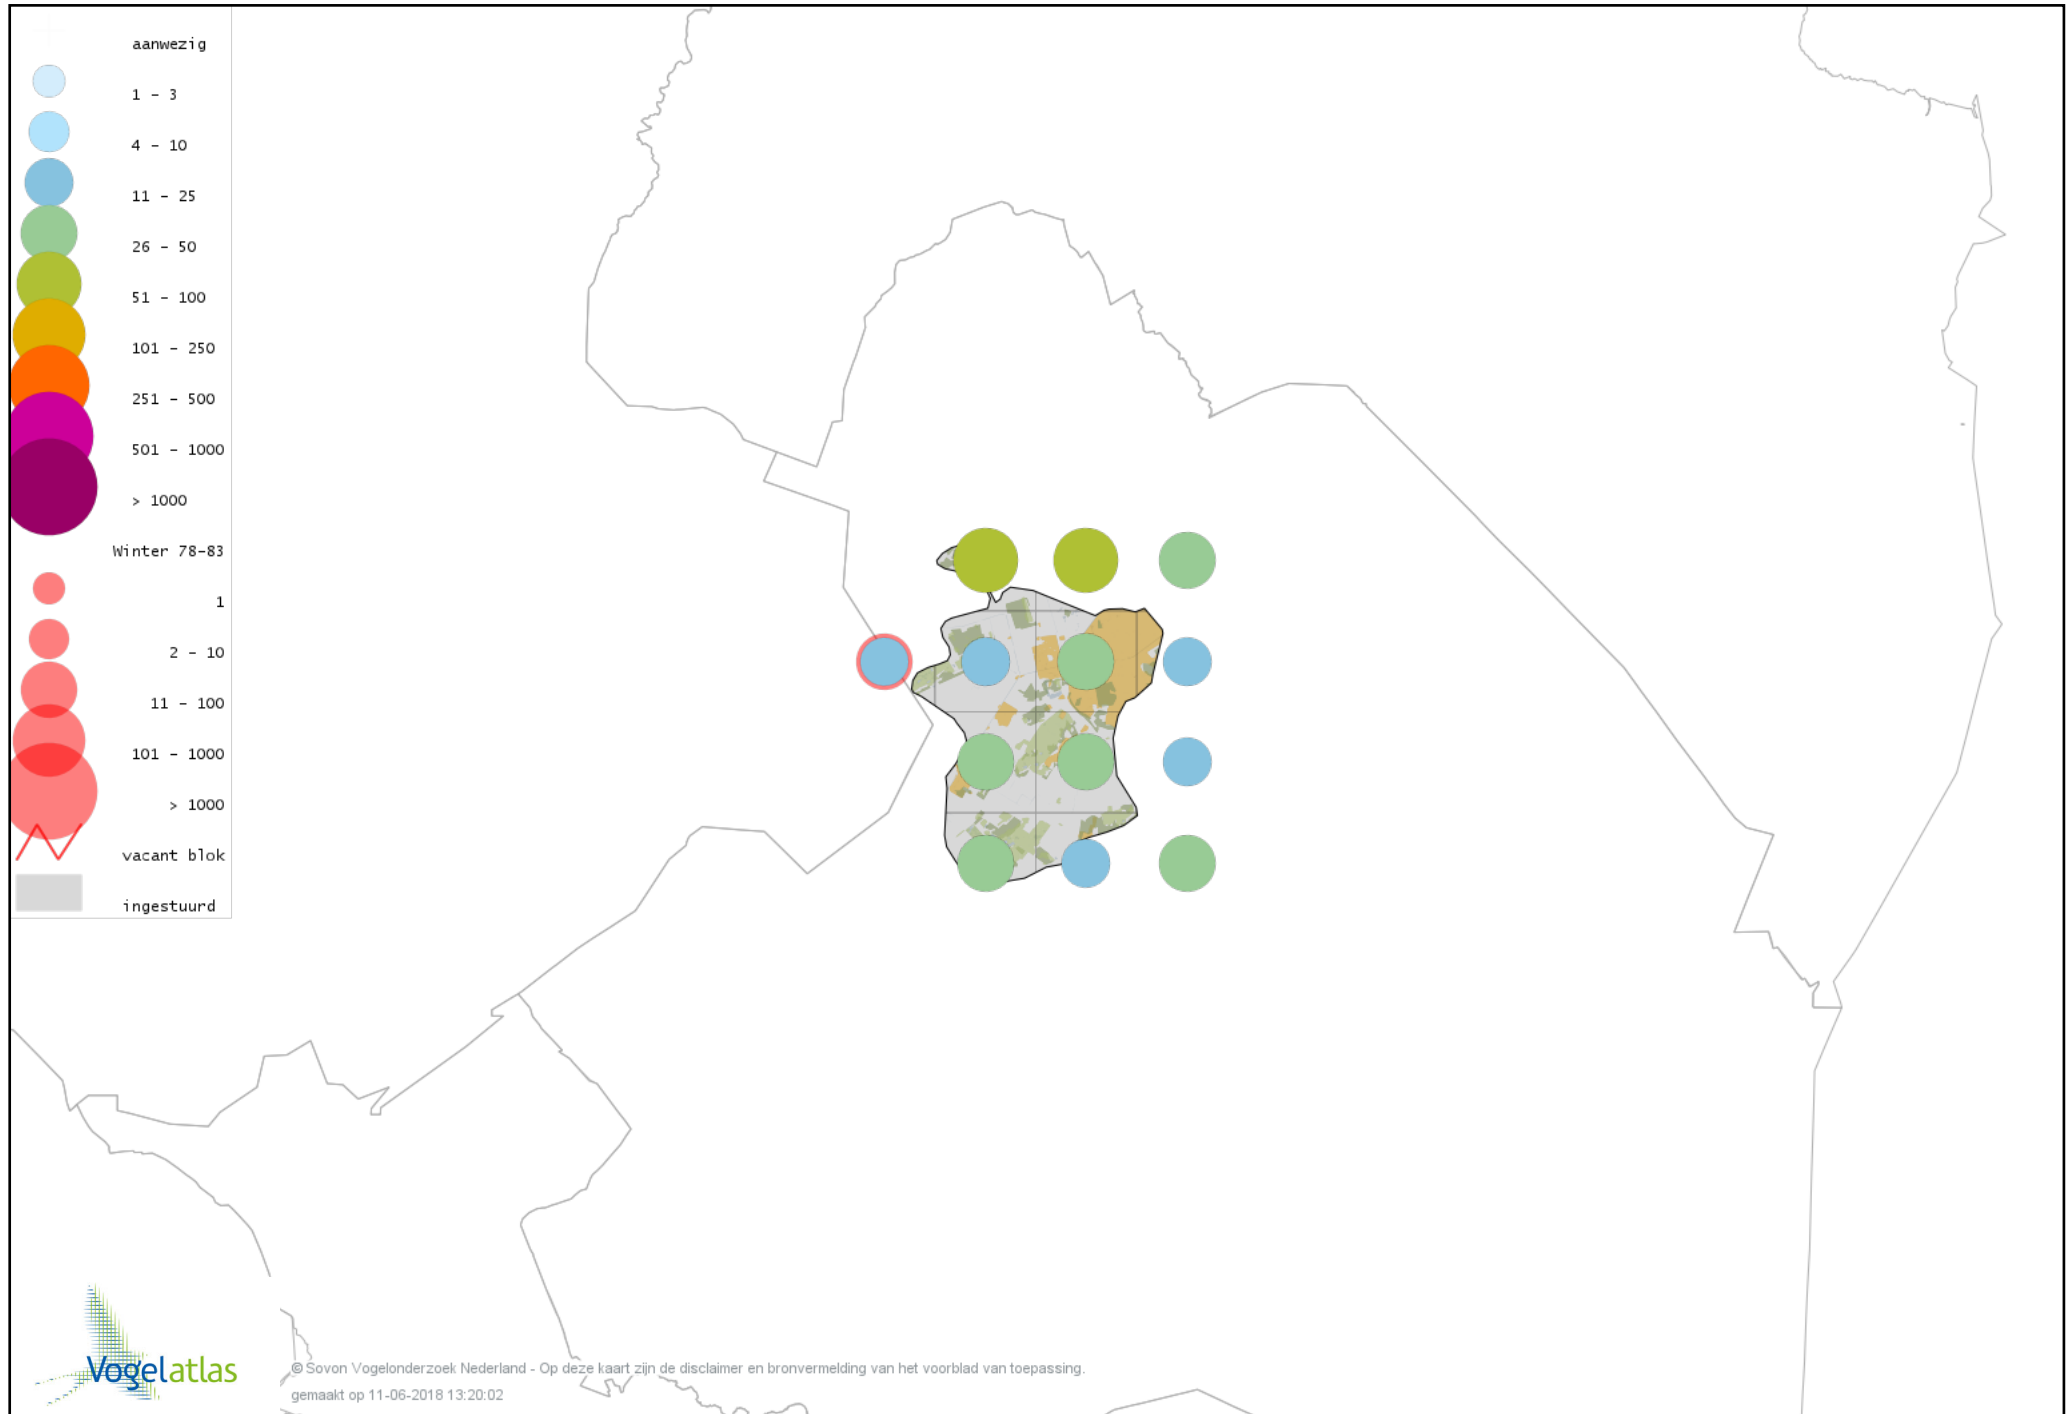 aanwezig
1 – 3
4 – 10
11 – 25
26 – 50
51 – 100
101 – 250
251 – 500
501 – 1000
> 1000
Winter 78–83
1
2 – 10
11 – 100
101 – 1000
> 1000
vacant blok
ingestuurd
Vogelatlas
© Sovon Vogelonderzoek Nederland - Op deze kaart zijn de disclaimer en bronvermelding van het voorblad van toepassing.
gemaakt op 11-06-2018 13:20:02